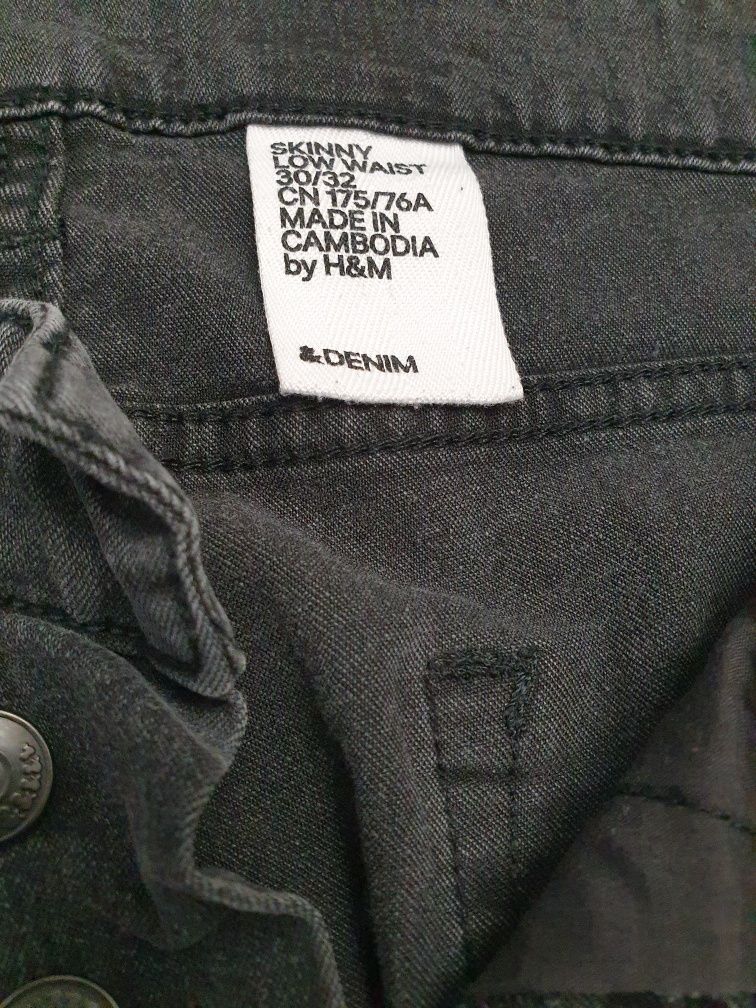 SKINNY
LOW WAIST
30/32
CN 175/76A
MADE IN
CAMBODIA
by H&M
&DENIM